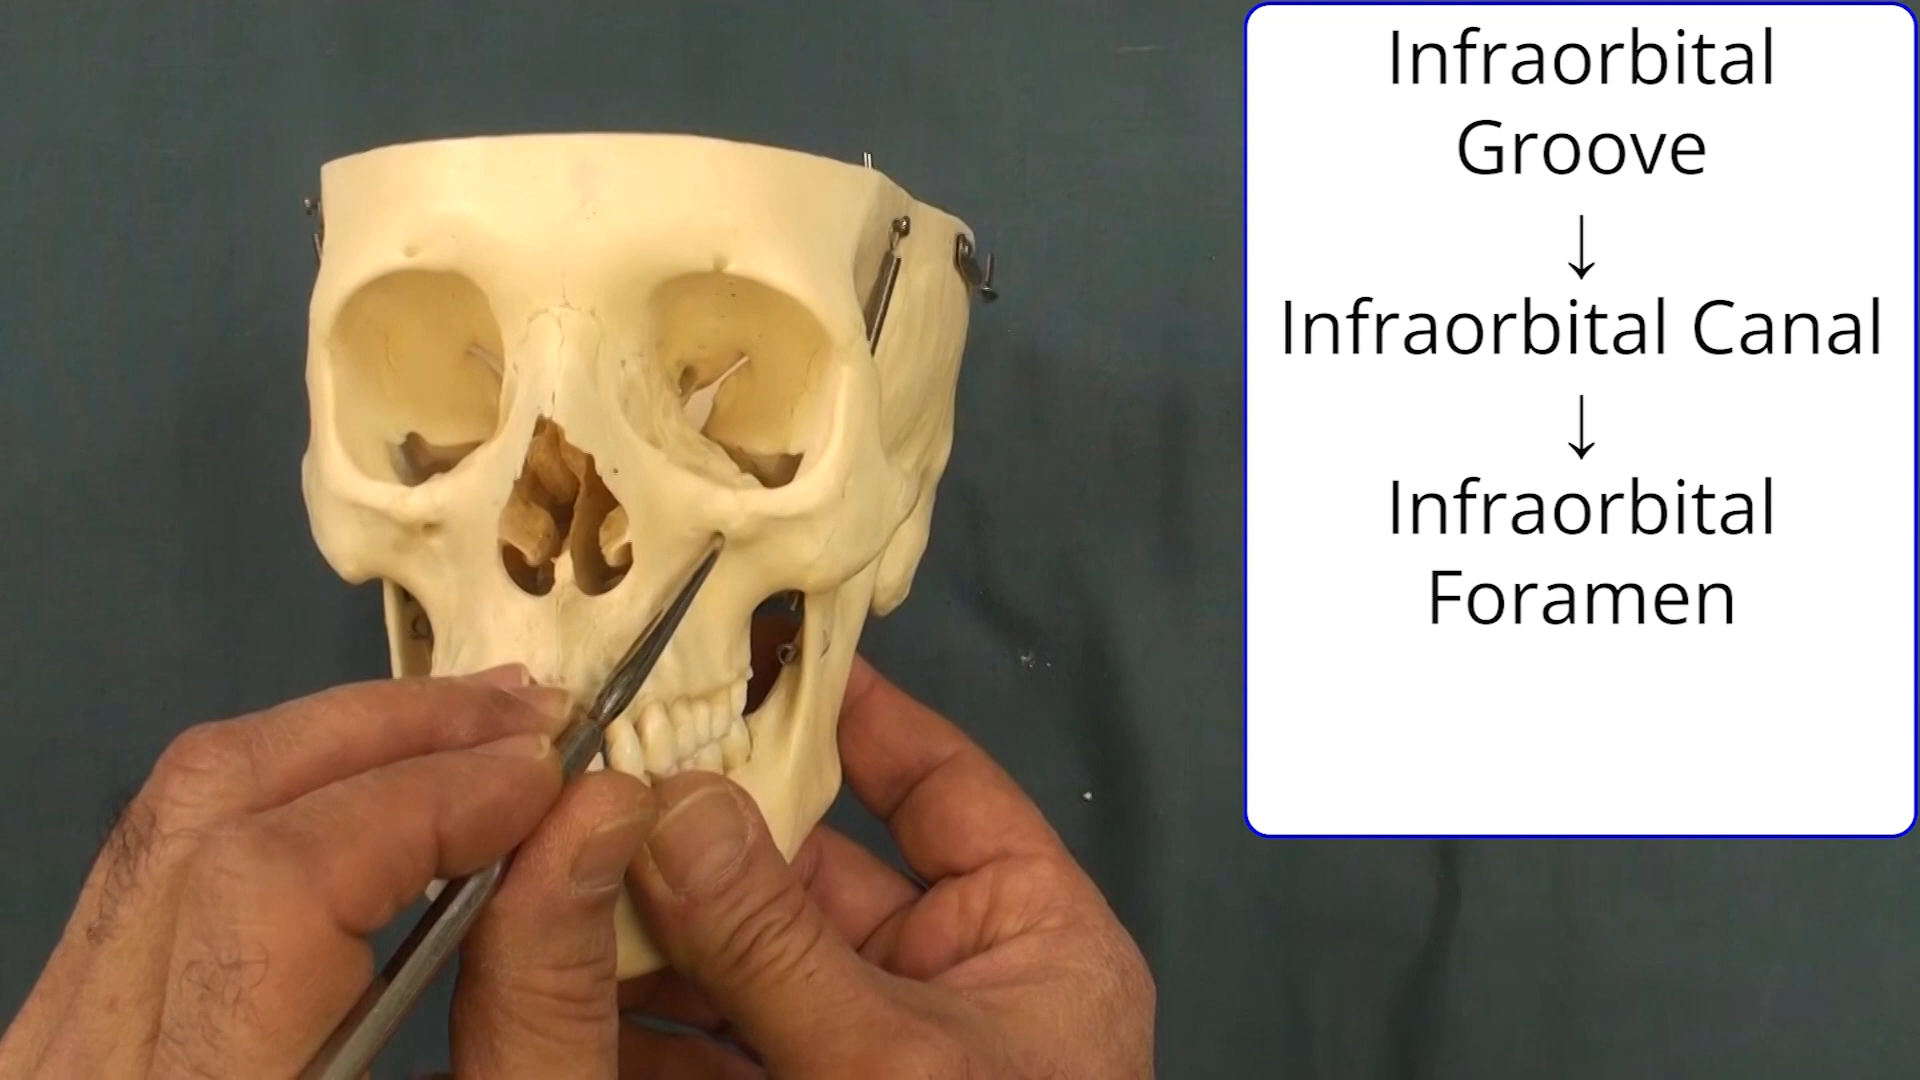 Infraorbital
Groove
↓
Infraorbital Canal
↓
Infraorbital
Foramen